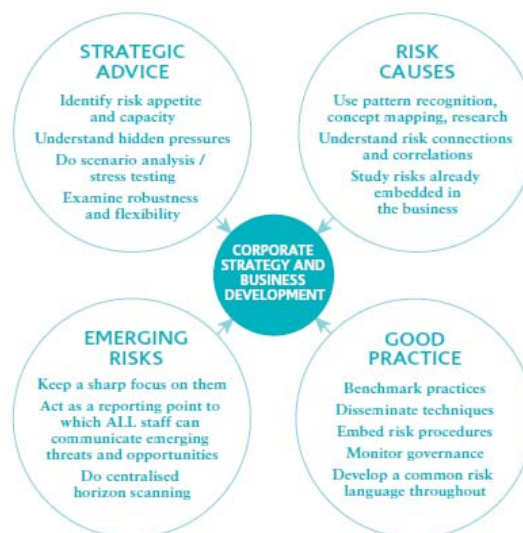 STRATEGIC
ADVICE
Identify risk appetite
and capacity
Understand hidden pressures
Do scenario analysis /
stress testing
Examine robustness
and flexibility
RISK
CAUSES
Use pattern recognition,
concept mapping, research
Understand risk connections
and correlations
Study risks already
embedded in
the business
CORPORATE
STRATEGY AND
BUSINESS
DEVELOPMENT
EMERGING
RISKS
Keep a sharp focus on them
Act as a reporting point to
which ALL staff can
communicate emerging
threats and opportunities
Do centralised
horizon scanning
GOOD
PRACTICE
Benchmark practices
Disseminate techniques
Embed risk procedures
Monitor governance
Develop a common risk
language throughout